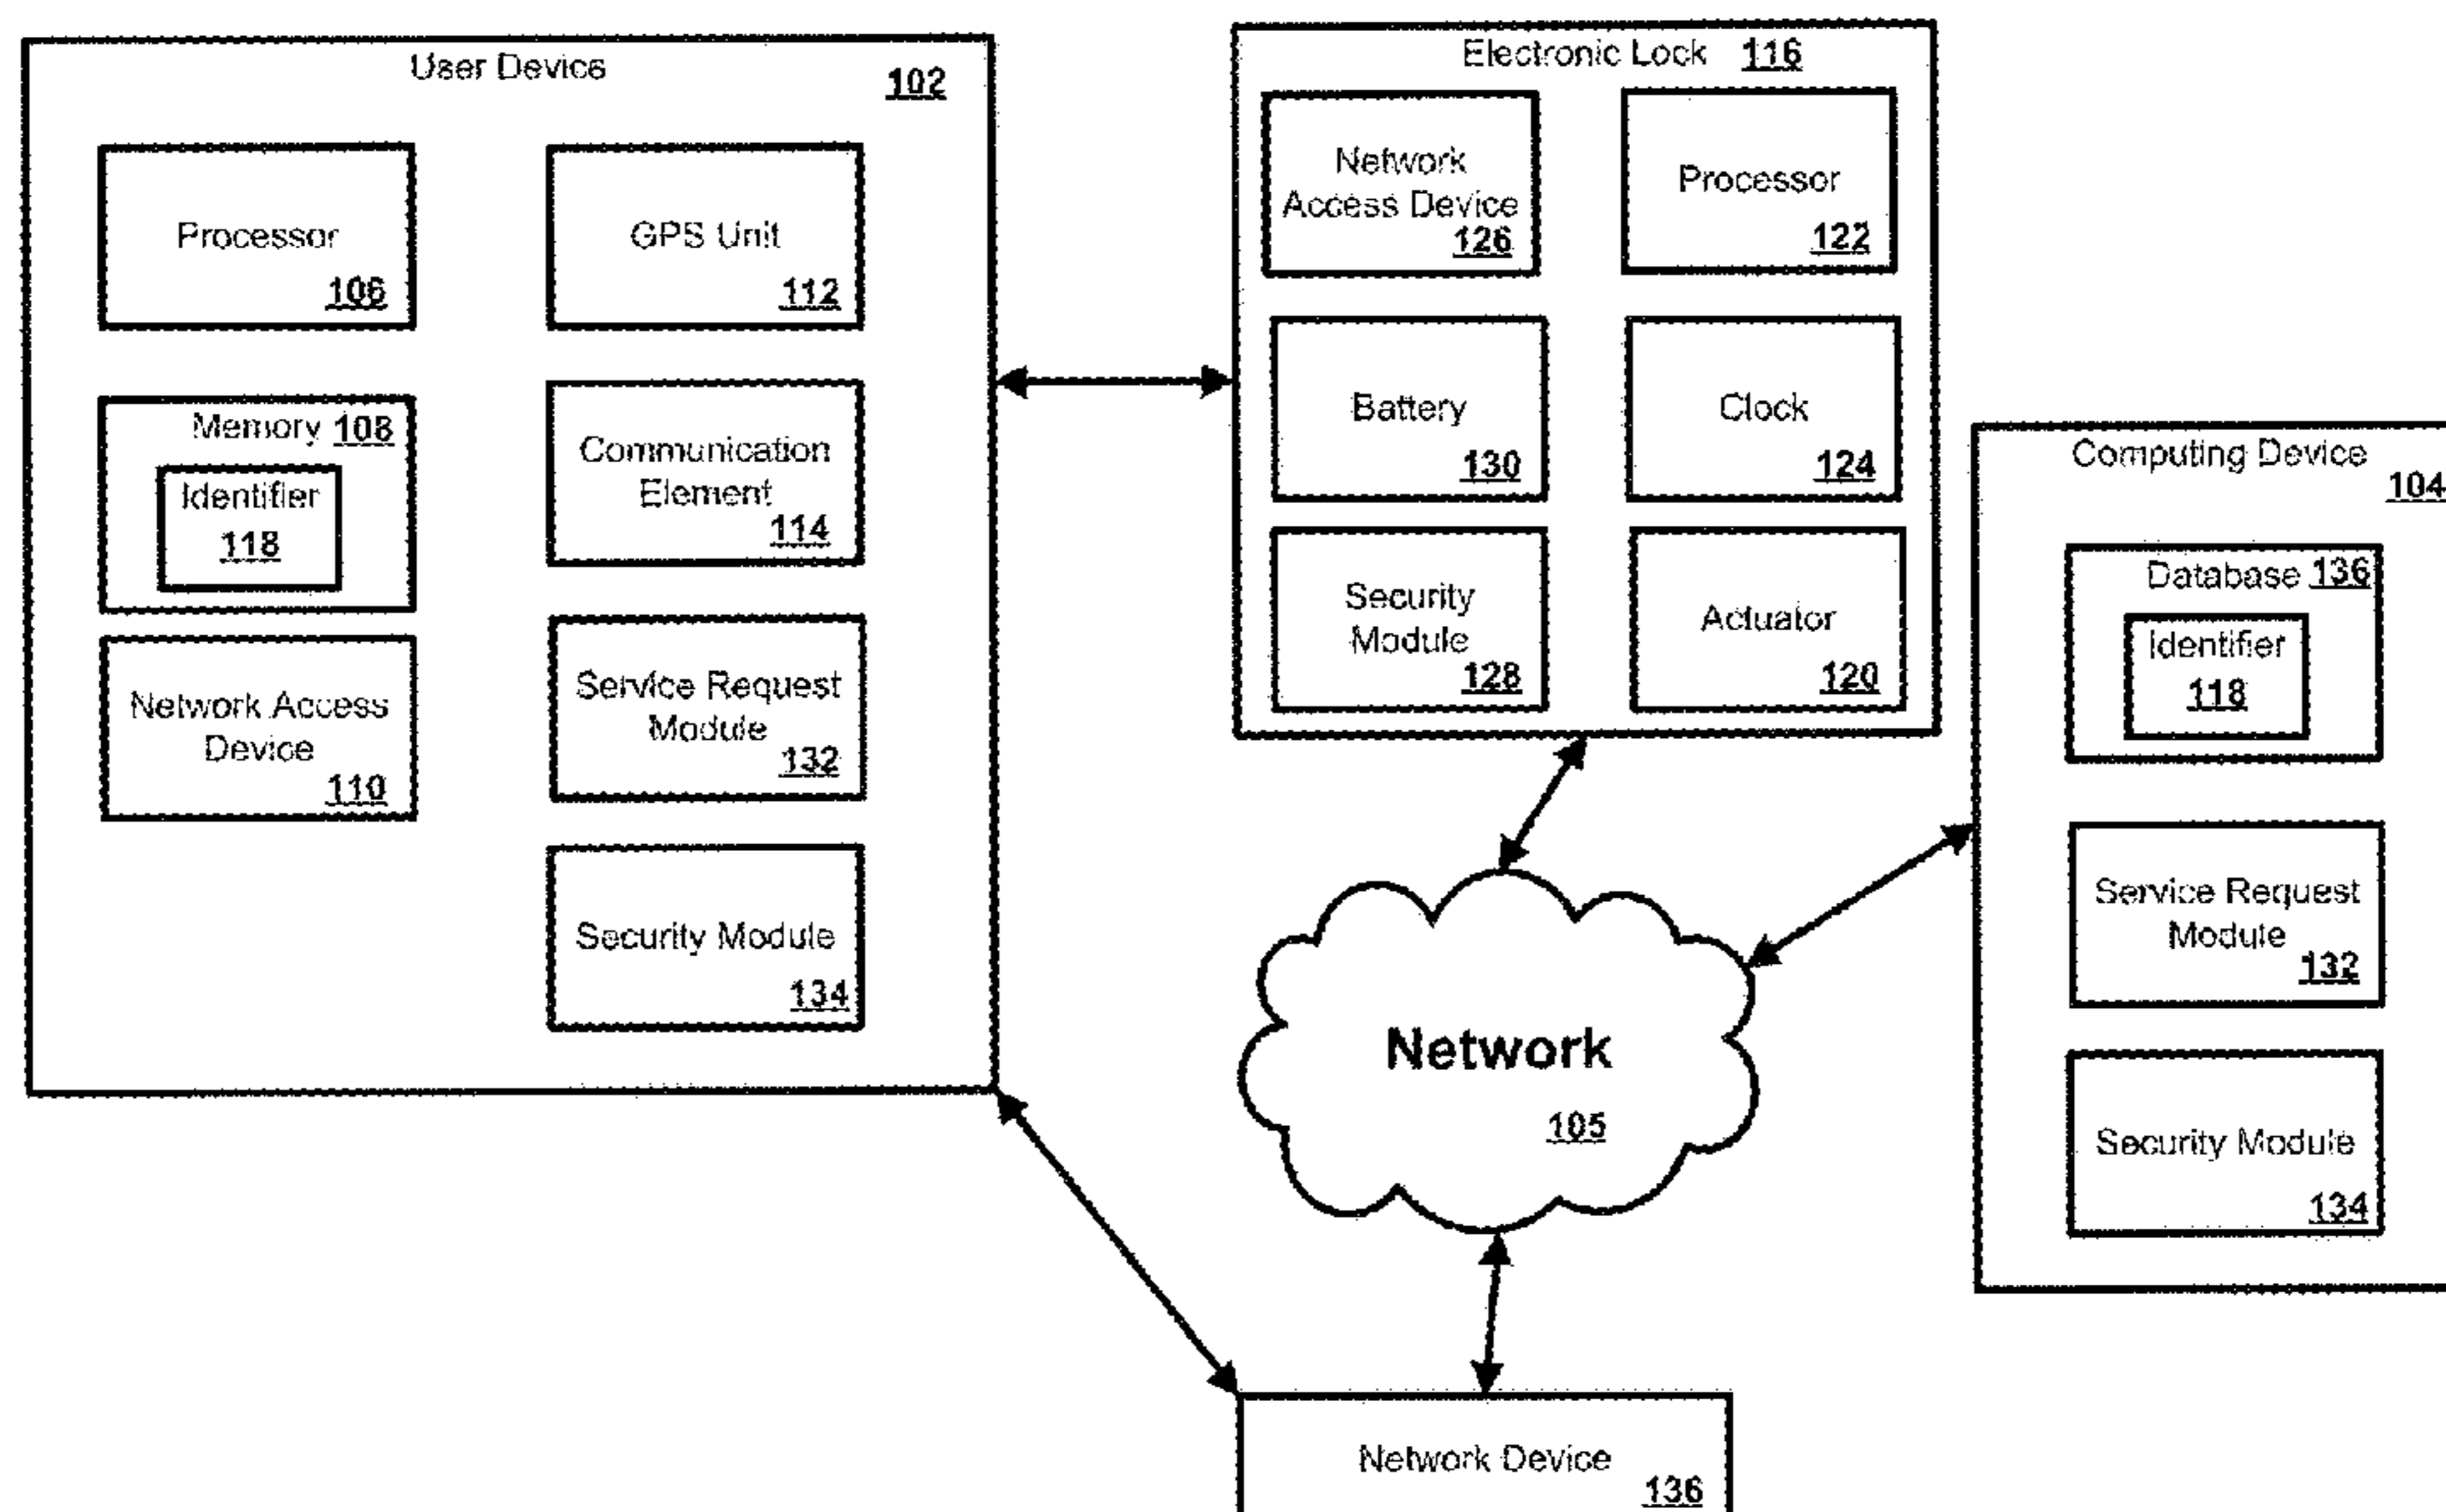 User Device
102
Processor
106
GPS Unit
112
Memory 108
Identifier
118
Communication
Element
114
Network Access
Device
110
Service Request
Module
132
Security Module
134
Electronic Lock 116
Network
Access Device
126
Processor
122
Battery
130
Clock
124
Security
Module
128
Actuator
120
Computing Device
104
Database 136
Identifier
118
Service Request
Module
132
Security Module
134
Network
105
Network Device
136